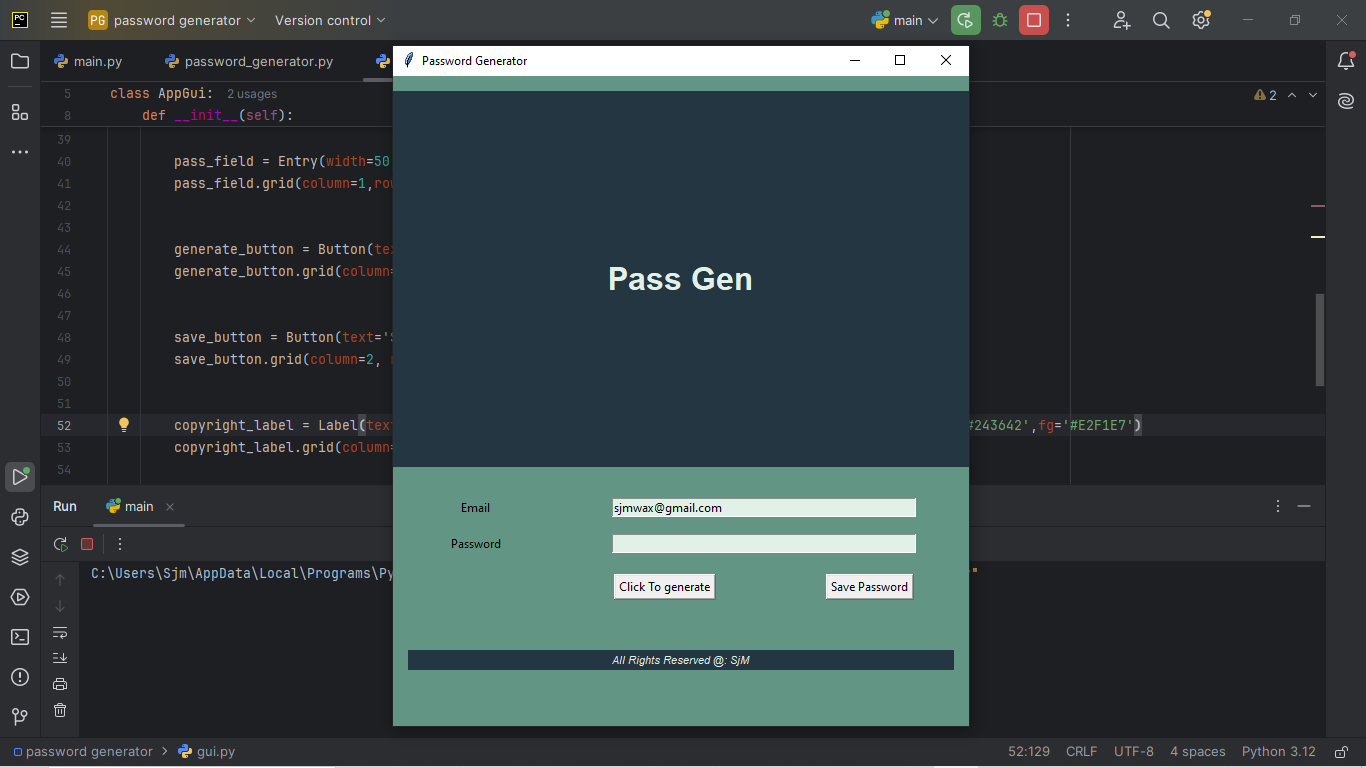 PC
PG password generator Version control main
main.py password_generator.py
Password Generator
5 class AppGui: 2 usages
8 def __init__(self):
2
39
40 pass_field = Entry(width=50
41 pass_field.grid(column=1,rou
42
43
44 generate_button = Button(te
45 generate_button.grid(column=
46
47
48 save_button = Button(text='S
49 save_button.grid(column=2,
50
51
52 copyright_label = Label(text #243642',fg='#E2F1E7')
53 copyright_label.grid(column=
54
Pass Gen
Email sjmwax@gmail.com
Password
Click To generate Save Password
All Rights Reserved @: SjM
Run main
C:\Users\Sjm\AppData\Local\Programs\Py
password generator > gui.py 52:129 CRLF UTF-8 4 spaces Python 3.12